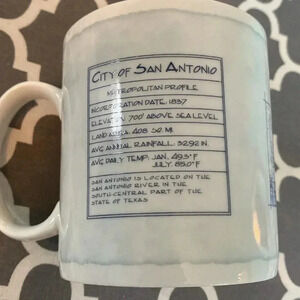 CITY OF SAN ANTONIO
METROPOLITAN PROFILE
INCORPORATION DATE: 1837
ELEVATION: 700' ABOVE SEA LEVEL
LAND AREA: 408 SQ. MI.
AVG ANNUAL RAINFALL: 32.92 IN.
AVG DAILY TEMP: JAN. 49.3°F
JULY 85.0°F
SAN ANTONIO IS LOCATED ON THE
SAN ANTONIO RIVER IN THE
SOUTH-CENTRAL PART OF THE
STATE OF TEXAS